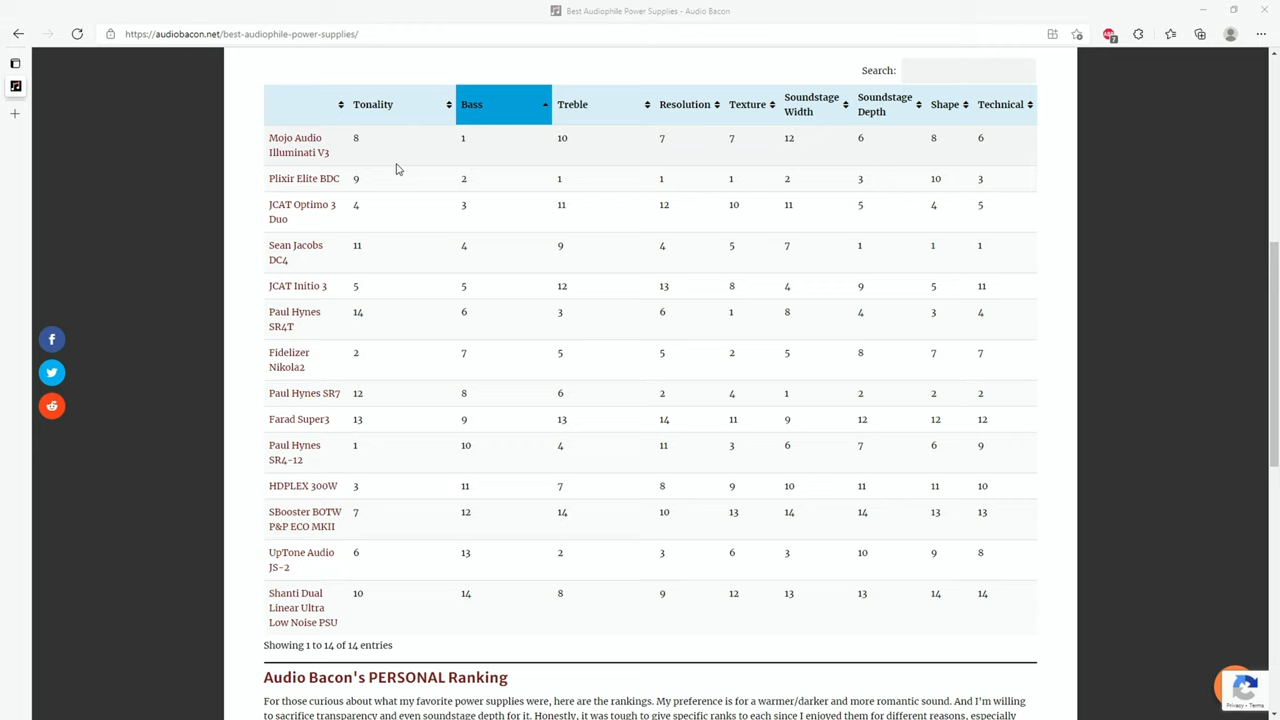 Best Audiophile Power Supplies - Audio Bacon
https://audiobacon.net/best-audiophile-power-supplies/
7
Search:
Tonality Bass Treble Resolution Texture Soundstage Width Soundstage Depth Shape Technical
Mojo Audio Illuminati V3 8 1 10 7 7 12 6 8 6
Plixir Elite BDC 9 2 1 1 1 2 3 10 3
JCAT Optimo 3 Duo 4 3 11 12 10 11 5 4 5
Sean Jacobs DC4 11 4 9 4 5 7 1 1 1
JCAT Initio 3 5 5 12 13 8 4 9 5 11
Paul Hynes SR4T 14 6 3 6 1 8 4 3 4
Fidelizer Nikola2 2 7 5 5 2 5 8 7 7
Paul Hynes SR7 12 8 6 2 4 1 2 2 2
Farad Super3 13 9 13 14 11 9 12 12 12
Paul Hynes SR4-12 1 10 4 11 3 6 7 6 9
HDPLEX 300W 3 11 7 8 9 10 11 11 10
SBooster BOTW P&P ECO MKII 7 12 14 10 13 14 14 13 13
UpTone Audio JS-2 6 13 2 3 6 3 10 9 8
Shanti Dual Linear Ultra Low Noise PSU 10 14 8 9 12 13 13 14 14
Showing 1 to 14 of 14 entries
Audio Bacon's PERSONAL Ranking
For those curious about what my favorite power supplies were, here are the rankings. My preference is for a warmer/darker and more romantic sound. And I'm willing
to sacrifice transparency and even soundstage depth for it. Honestly, it was tough to give specific ranks to each since I enjoyed them for different reasons, especially
Privacy - Terms